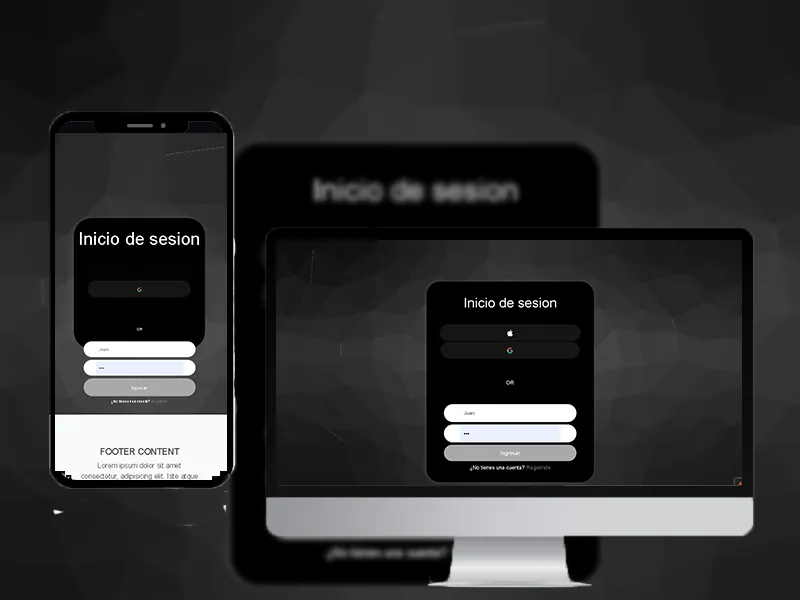 Inicio de sesion
G
OR
Juan
•••
Ingresar
¿No tienes una cuenta? Registrate
FOOTER CONTENT
Lorem ipsum dolor sit amet
consectetur, adipisicing elit. Iste atque
Inicio de sesion
¿No tienes una cuenta?
Inicio de sesion
G
OR
Juan
•••
Ingresar
¿No tienes una cuenta? Registrate